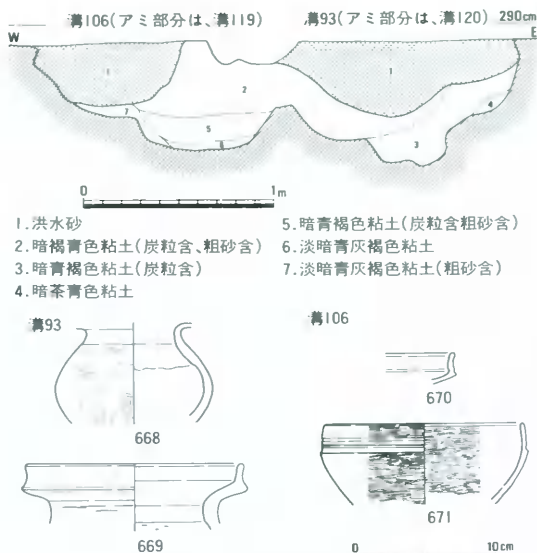 溝106(アミ部分は、溝119) 溝93(アミ部分は、溝120) 290cm
W E
1 1
2
7 4
5
6 3
0 1m
1.洪水砂 5.暗青褐色粘土(炭粒含粗砂含)
2.暗褐青色粘土(炭粒含、粗砂含) 6.淡暗青灰褐色粘土
3.暗青褐色粘土(炭粒含) 7.淡暗青灰褐色粘土(粗砂含)
4.暗茶青色粘土
溝93 溝106
670
668
671
669 0 10cm